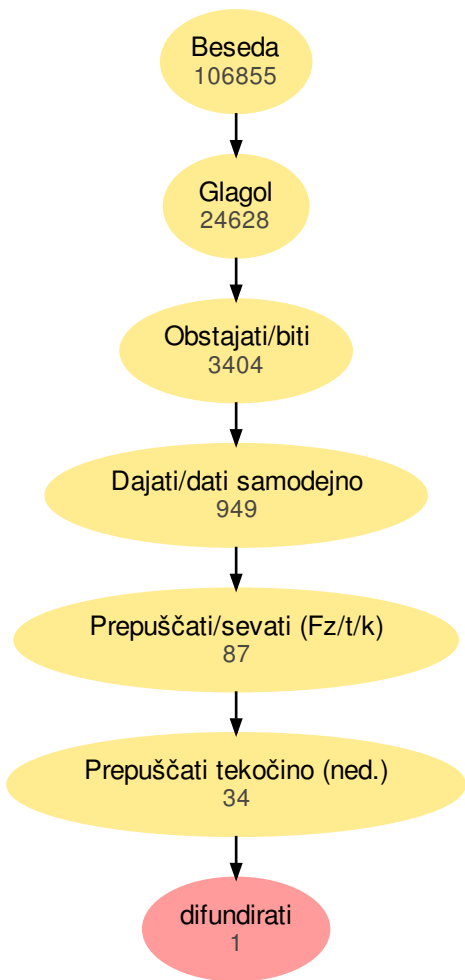 Beseda
106855
Glagol
24628
Obstajati/biti
3404
Dajati/dati samodejno
949
Prepuščati/sevati (Fz/t/k)
87
Prepuščati tekočino (ned.)
34
difundirati
1